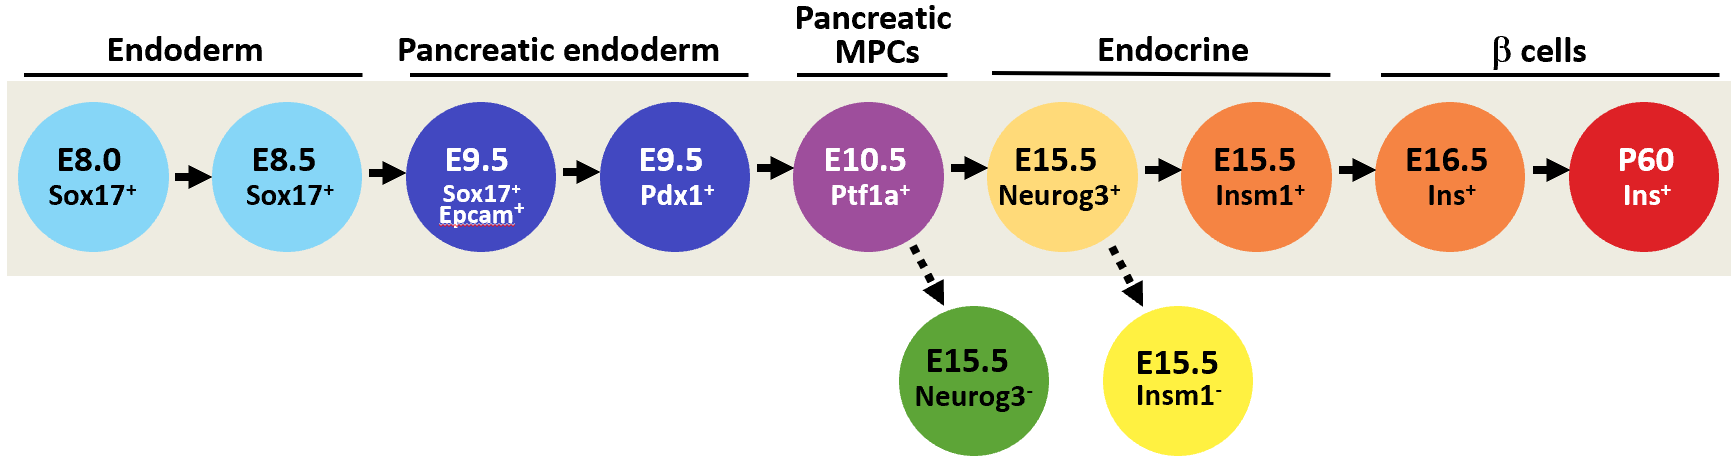 Endoderm
Pancreatic endoderm
Pancreatic
MPCs
Endocrine
β cells
E8.0
Sox17⁺
E8.5
Sox17⁺
E9.5
Sox17⁺
Epcam⁺
E9.5
Pdx1⁺
E10.5
Ptf1a⁺
E15.5
Neurog3⁺
E15.5
Insm1⁺
E16.5
Ins⁺
P60
Ins⁺
E15.5
Neurog3⁻
E15.5
Insm1⁻